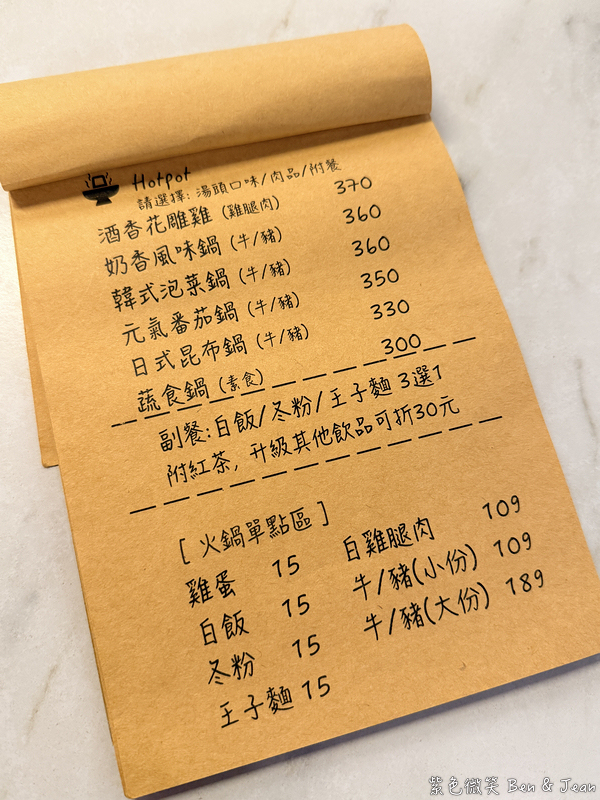 Hotpot
請選擇: 湯頭口味/肉品/附餐
酒香花雕雞 (雞腿肉) 370
奶香風味鍋 (牛/豬) 360
韓式泡菜鍋 (牛/豬) 360
元氣番茄鍋 (牛/豬) 350
日式昆布鍋 (牛/豬) 330
蔬食鍋 (素食) 300
副餐:白飯/冬粉/王子麵 3選1
附紅茶, 升級其他飲品可折30元
[ 火鍋單點區 ]
雞蛋 15 白雞腿肉 109
白飯 15 牛/豬(小份) 109
冬粉 15 牛/豬(大份) 189
王子麵 15
紫色微笑 Ben & Jean